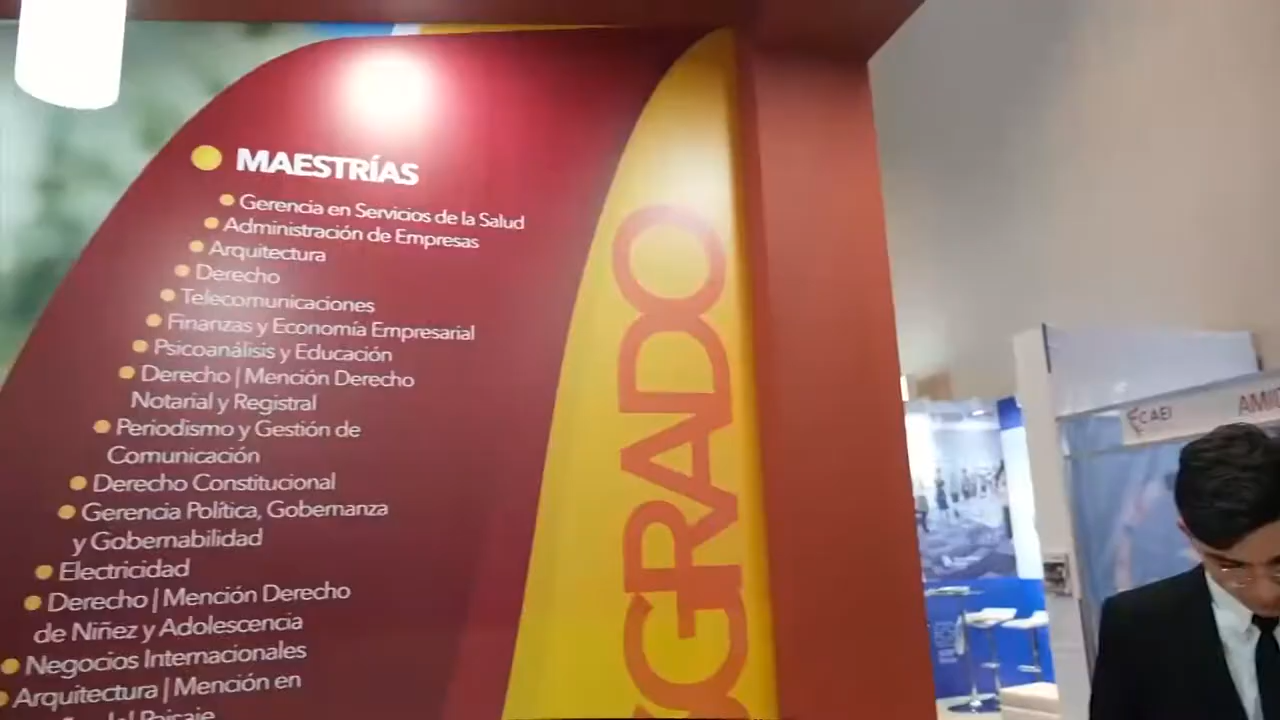 MAESTRÍAS
Gerencia en Servicios de la Salud
Administración de Empresas
Arquitectura
Derecho
Telecomunicaciones
Finanzas y Economía Empresarial
Psicoanálisis y Educación
Derecho | Mención Derecho
Notarial y Registral
Periodismo y Gestión de
Comunicación
Derecho Constitucional
Gerencia Política, Gobernanza
y Gobernabilidad
Electricidad
Derecho | Mención Derecho
de Niñez y Adolescencia
Negocios Internacionales
Arquitectura | Mención en
del Paisaje
GRADO
CAEI